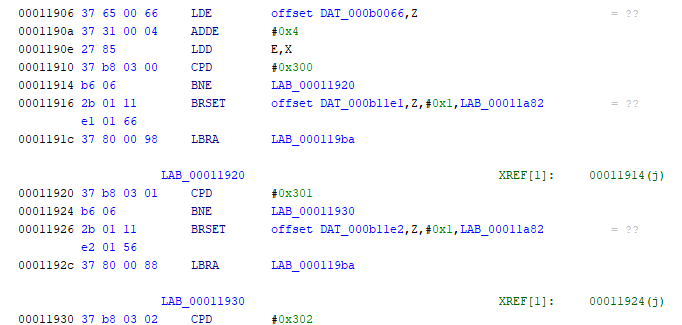 00011906 37 65 00 66 LDE offset DAT_000b0066,Z = ??
0001190a 37 31 00 04 ADDE #0x4
0001190e 27 85 LDD E,X
00011910 37 b8 03 00 CPD #0x300
00011914 b6 06 BNE LAB_00011920
00011916 2b 01 11 BRSET offset DAT_000b11e1,Z,#0x1,LAB_00011a82 = ??
e1 01 66
0001191c 37 80 00 98 LBRA LAB_000119ba
LAB_00011920 XREF[1]: 00011914(j)
00011920 37 b8 03 01 CPD #0x301
00011924 b6 06 BNE LAB_00011930
00011926 2b 01 11 BRSET offset DAT_000b11e2,Z,#0x1,LAB_00011a82 = ??
e2 01 56
0001192c 37 80 00 88 LBRA LAB_000119ba
LAB_00011930 XREF[1]: 00011924(j)
00011930 37 b8 03 02 CPD #0x302